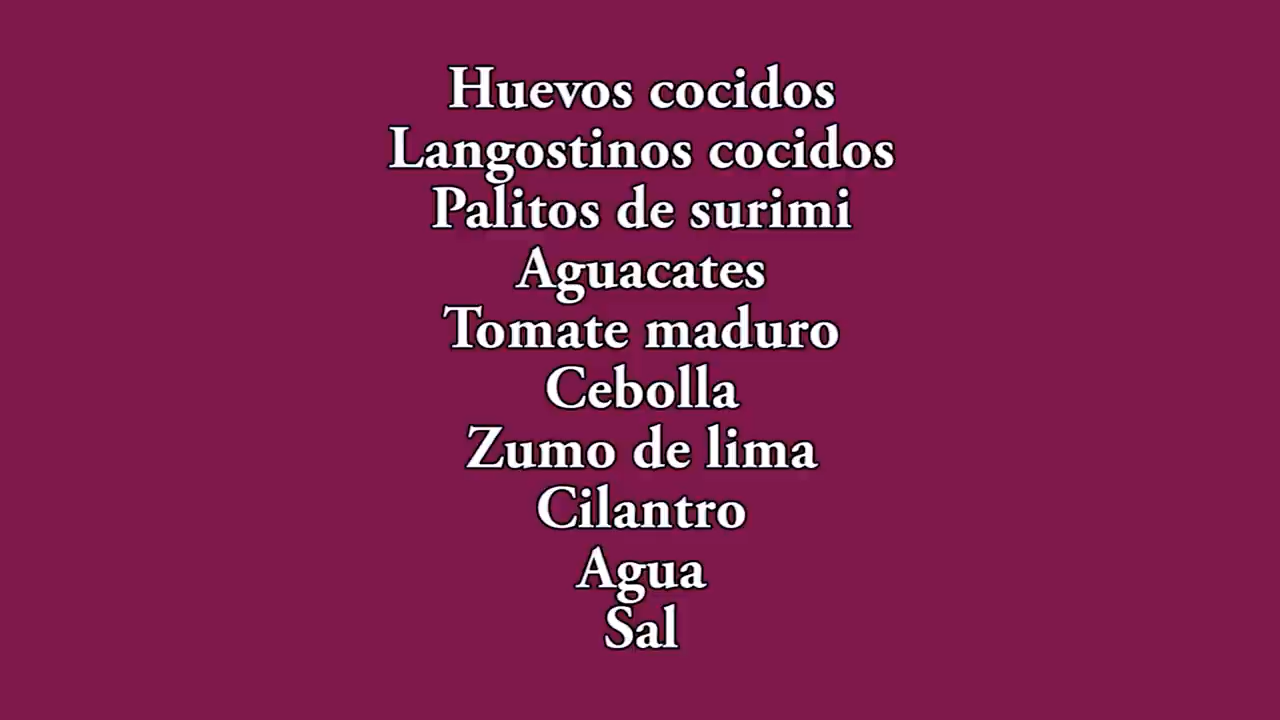 Huevos cocidos
Langostinos cocidos
Palitos de surimi
Aguacates
Tomate maduro
Cebolla
Zumo de lima
Cilantro
Agua
Sal